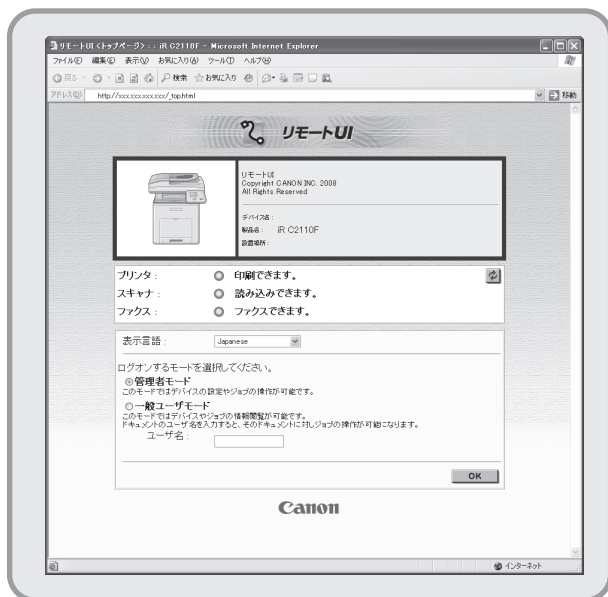 リモートUI <トップページ> : : iR C2110F - Microsoft Internet Explorer
ファイル(F) 編集(E) 表示(V) お気に入り(A) ツール(T) ヘルプ(H)
戻る 検索 お気に入り
アドレス(D) http://xxx.xxx.xxx.xxx/_top.html 移動
リモートUI
リモートUI
Copyright CANON INC. 2008
All Rights Reserved
デバイス名 :
製品名 : iR C2110F
設置場所 :
プリンタ : 印刷できます。
スキャナ : 読み込みできます。
ファクス : ファクスできます。
表示言語 : Japanese
ログオンするモードを選択してください。
管理者モード
このモードではデバイスの設定やジョブの操作が可能です。
一般ユーザモード
このモードではデバイスやジョブの情報閲覧が可能です。
ドキュメントのユーザ名を入力すると、そのドキュメントに対しジョブの操作が可能になります。
ユーザ名 :
OK
Canon
インターネット